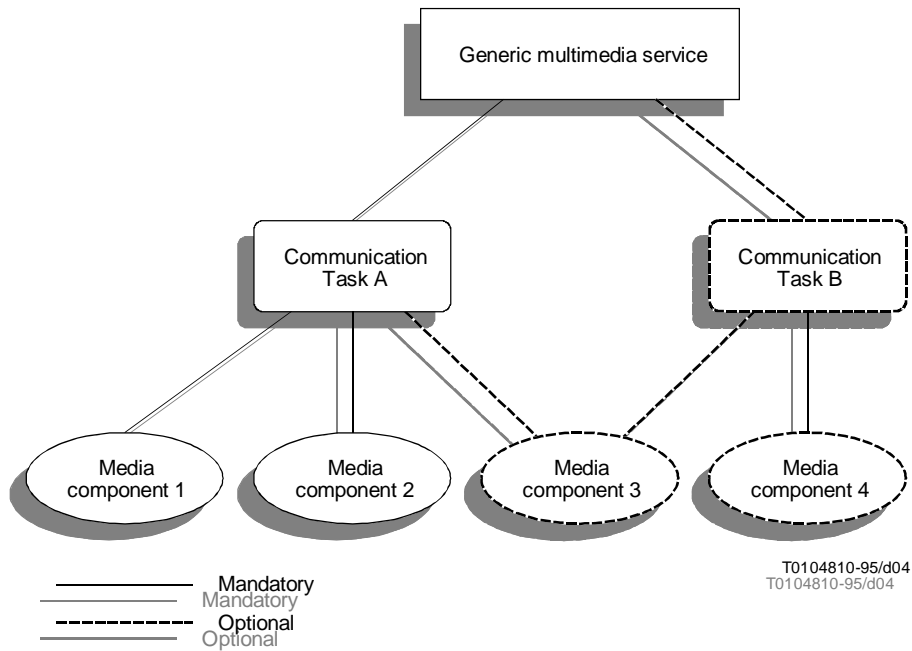 Generic multimedia service
Communication
Task A
Communication
Task B
Media
component 1
Media
component 2
Media
component 3
Media
component 4
T0104810-95/d04
T0104810-95/d04
Mandatory
Mandatory
Optional
Optional